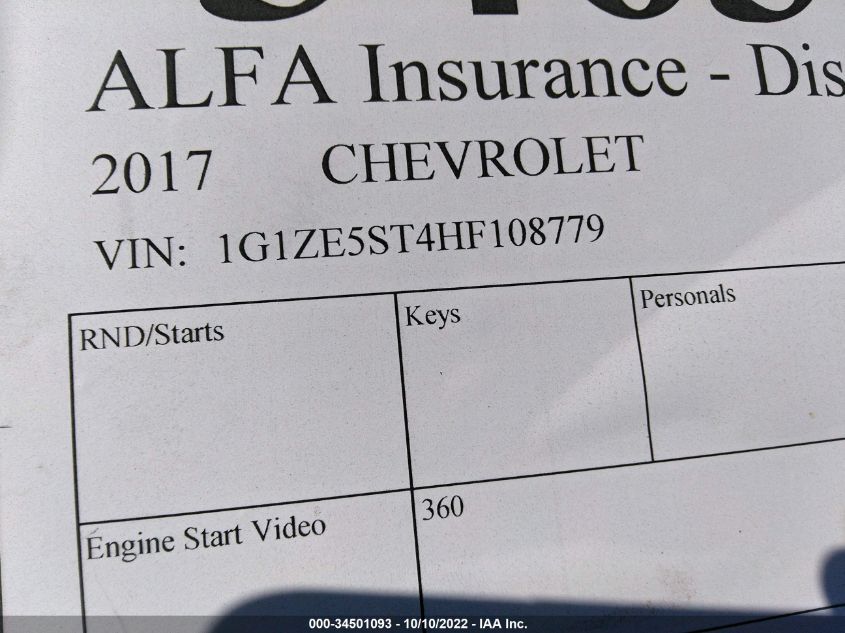 ALFA Insurance - Dis
2017 CHEVROLET
VIN: 1G1ZE5ST4HF108779
RND/Starts Keys Personals
Engine Start Video 360
000-34501093 - 10/10/2022 - IAA Inc.